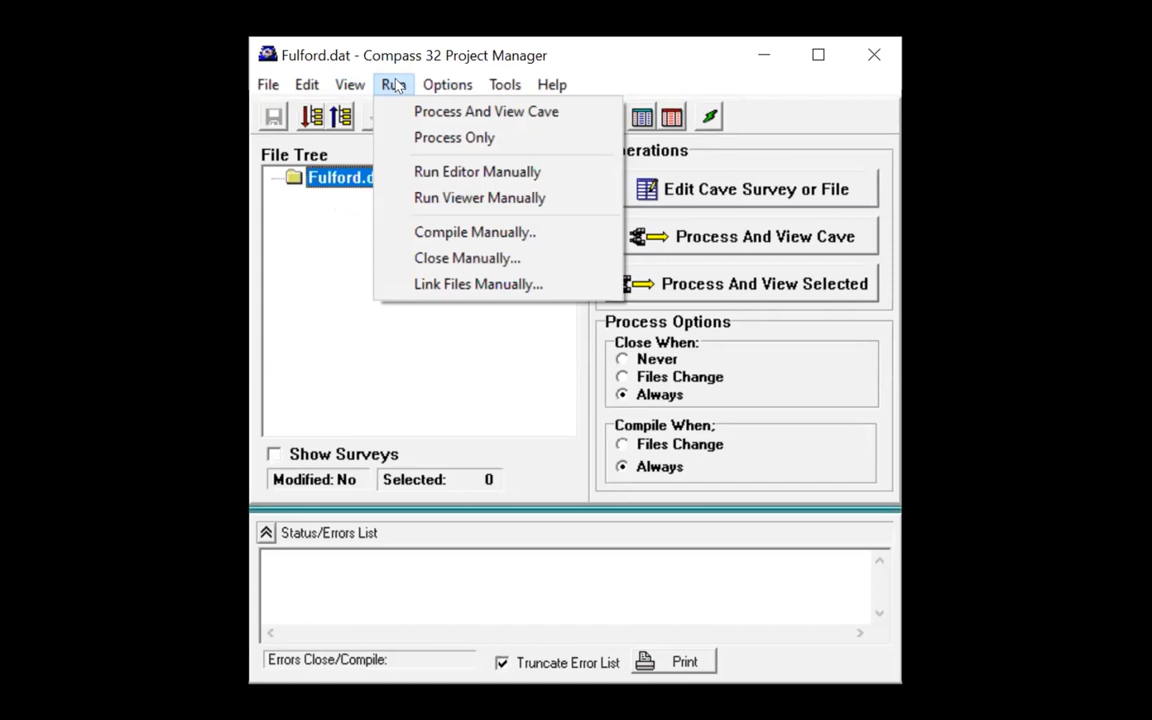 Fulford.dat - Compass 32 Project Manager
File Edit View Run Options Tools Help
Process And View Cave
Process Only
Run Editor Manually
Run Viewer Manually
Compile Manually..
Close Manually...
Link Files Manually...
File Tree
Fulford.d
perations
Edit Cave Survey or File
Process And View Cave
Process And View Selected
Process Options
Close When:
Never
Files Change
Always
Compile When;
Files Change
Always
Show Surveys
Modified: No Selected: 0
Status/Errors List
Errors Close/Compile:
Truncate Error List
Print